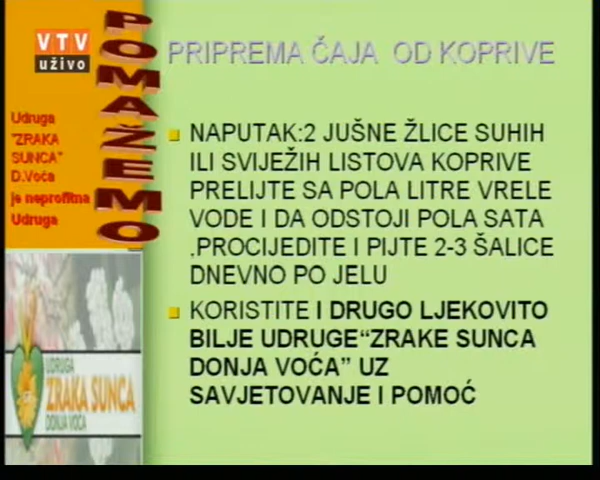 VTV
uživo
POMAŽEMO
Udruga
"ZRAKA
SUNCA"
D.Voća
je neprofitna
Udruga
PRIPREMA ČAJA OD KOPRIVE
NAPUTAK:2 JUŠNE ŽLICE SUHIH
ILI SVIJEŽIH LISTOVA KOPRIVE
PRELIJTE SA POLA LITRE VRELE
VODE I DA ODSTOJI POLA SATA
,PROCIJEDITE I PIJTE 2-3 ŠALICE
DNEVNO PO JELU
KORISTITE I DRUGO LJEKOVITO
BILJE UDRUGE“ZRAKE SUNCA
DONJA VOĆA” UZ
SAVJETOVANJE I POMOĆ
UDRUGA
ZRAKA SUNCA
DONJA VOĆA